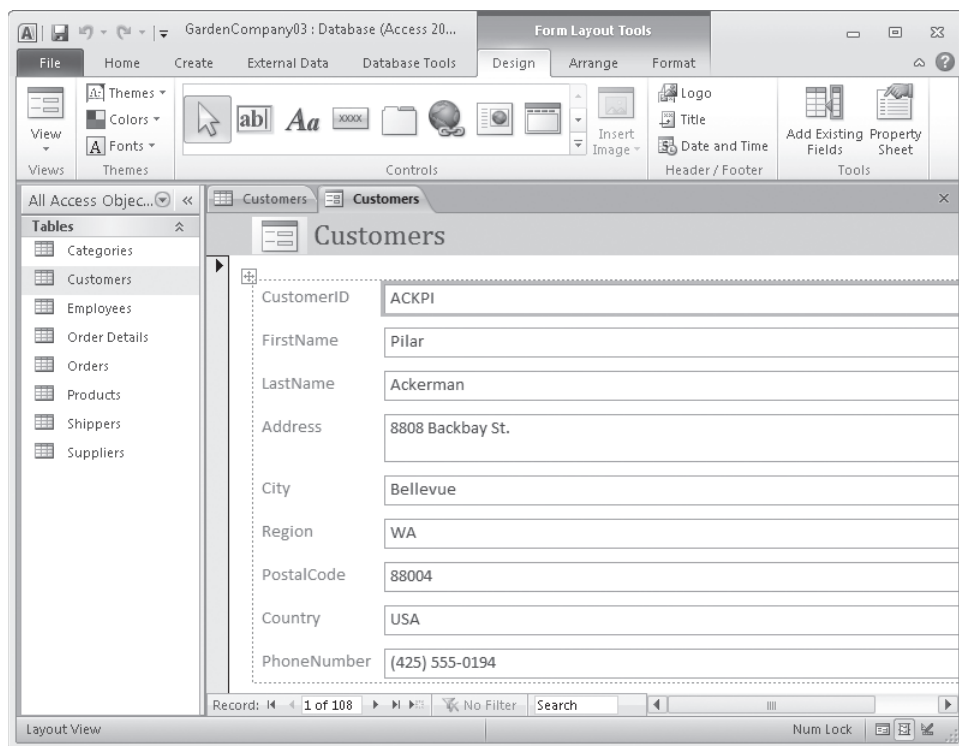 GardenCompany03 : Database (Access 20...
Form Layout Tools
File Home Create External Data Database Tools Design Arrange Format
View
Views
Themes
Colors
Fonts
Themes
ab|
Aa
XXXX
Controls
Insert Image
Logo
Title
Date and Time
Header / Footer
Add Existing Fields
Property Sheet
Tools
All Access Objec...
Tables
Categories
Customers
Employees
Order Details
Orders
Products
Shippers
Suppliers
Customers
Customers
Customers
CustomerID ACKPI
FirstName Pilar
LastName Ackerman
Address 8808 Backbay St.
City Bellevue
Region WA
PostalCode 88004
Country USA
PhoneNumber (425) 555-0194
Record: 1 of 108 No Filter Search
Layout View Num Lock